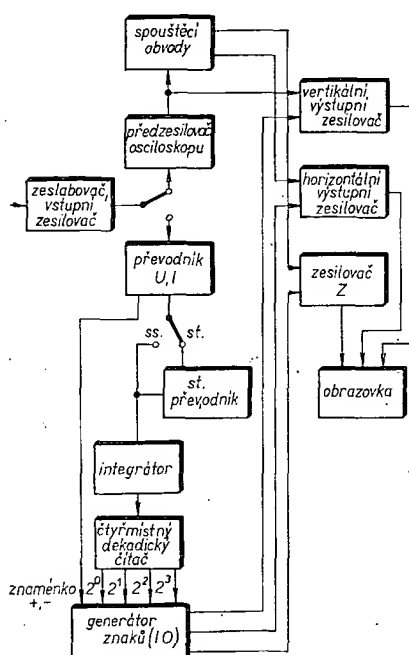 spouštěcí
obvody
vertikální
výstupní
zesilovač
předzesilovač
osciloskopu
zeslabovač,
vstupní
zesilovač
horizontální
výstupní
zesilovač
převodník
U, I
zesilovač
Z
ss.
st.
st.
převodník
obrazovka
integrátor
čtyřmístný
dekadický
čítač
znaménko
+,-
2⁰ 2¹ 2² 2³
generátor
znaků (IO)